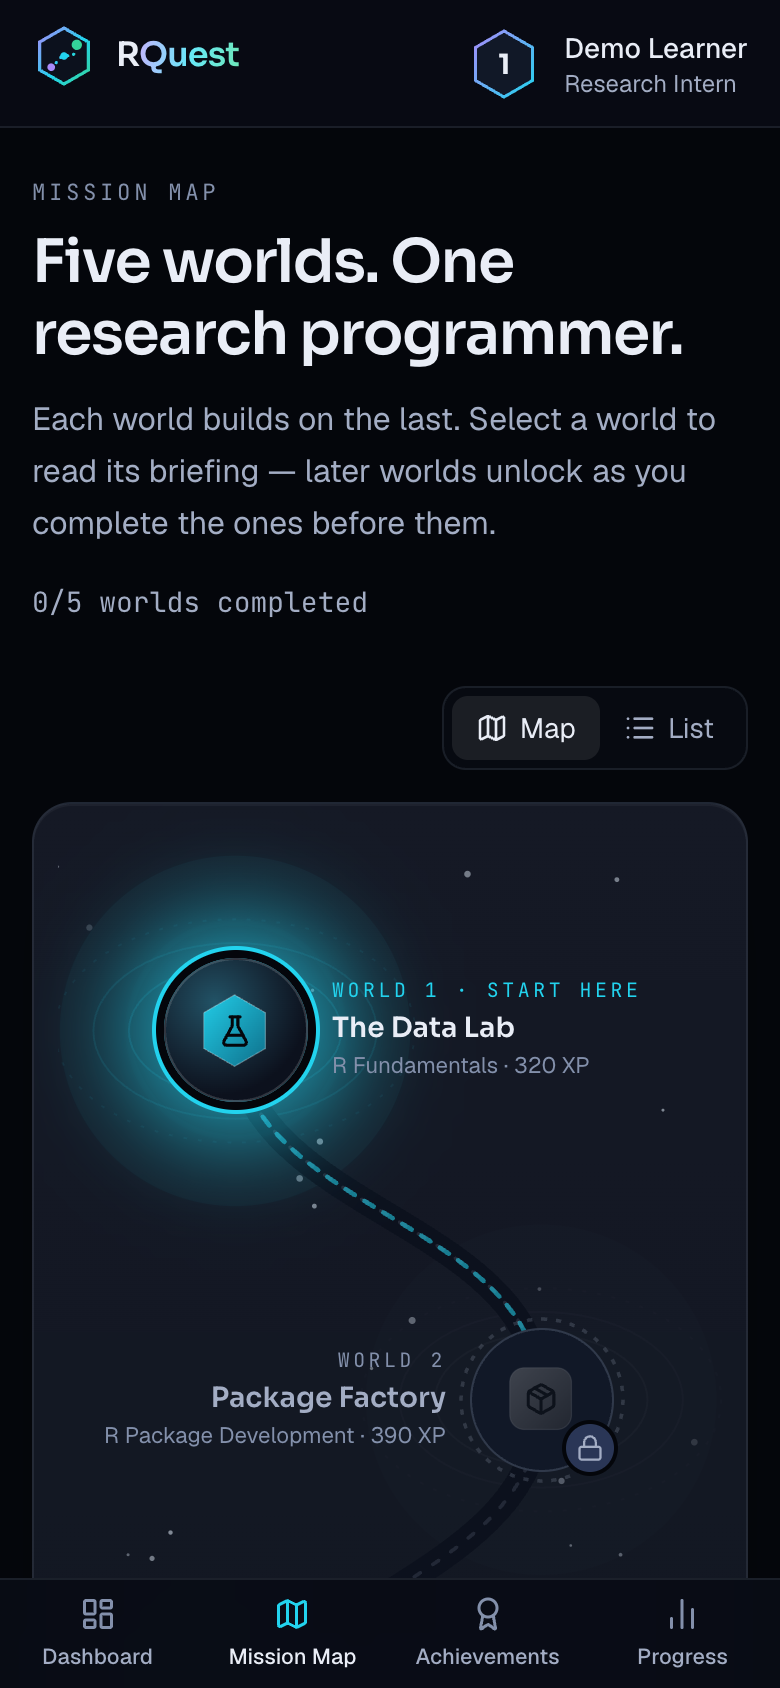 RQuest
1
Demo Learner
Research Intern
MISSION MAP
Five worlds. One
research programmer.
Each world builds on the last. Select a world to
read its briefing — later worlds unlock as you
complete the ones before them.
0/5 worlds completed
Map
List
WORLD 1 · START HERE
The Data Lab
R Fundamentals · 320 XP
WORLD 2
Package Factory
R Package Development · 390 XP
Dashboard
Mission Map
Achievements
Progress